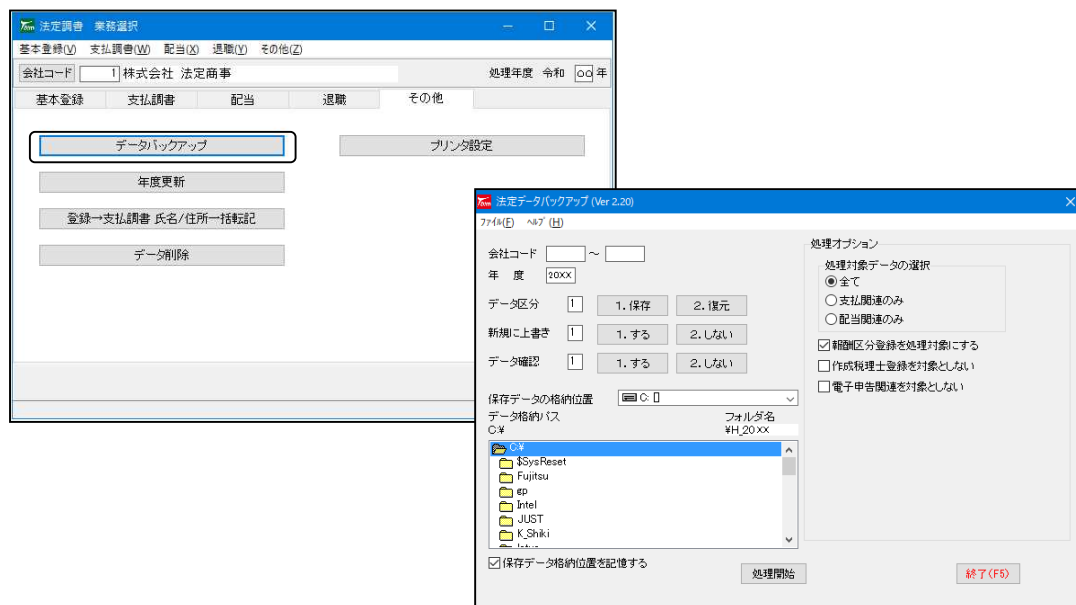 法定調書 業務選択
基本登録(V) 支払調書(W) 配当(X) 退職(Y) その他(Z)
会社コード 1 株式会社 法定商事 処理年度 令和 ○○ 年
基本登録 支払調書 配当 退職 その他
データバックアップ プリンタ設定
年度更新
登録→支払調書 氏名/住所一括転記
データ削除
法定データバックアップ (Ver 2.20)
ファイル(F) ヘルプ(H)
会社コード ～
年 度 20XX
データ区分 1 1.保存 2.復元
新規に上書き 1 1.する 2.しない
データ確認 1 1.する 2.しない
保存データの格納位置 C: []
データ格納パス フォルダ名
C:¥ ¥H_20XX
C:¥
$SysReset
Fujitsu
gp
Intel
JUST
K_Shiki
保存データ格納位置を記憶する
処理オプション
処理対象データの選択
全て
支払関連のみ
配当関連のみ
報酬区分登録を処理対象にする
作成税理士登録を対象としない
電子申告関連を対象としない
処理開始 終了(F5)